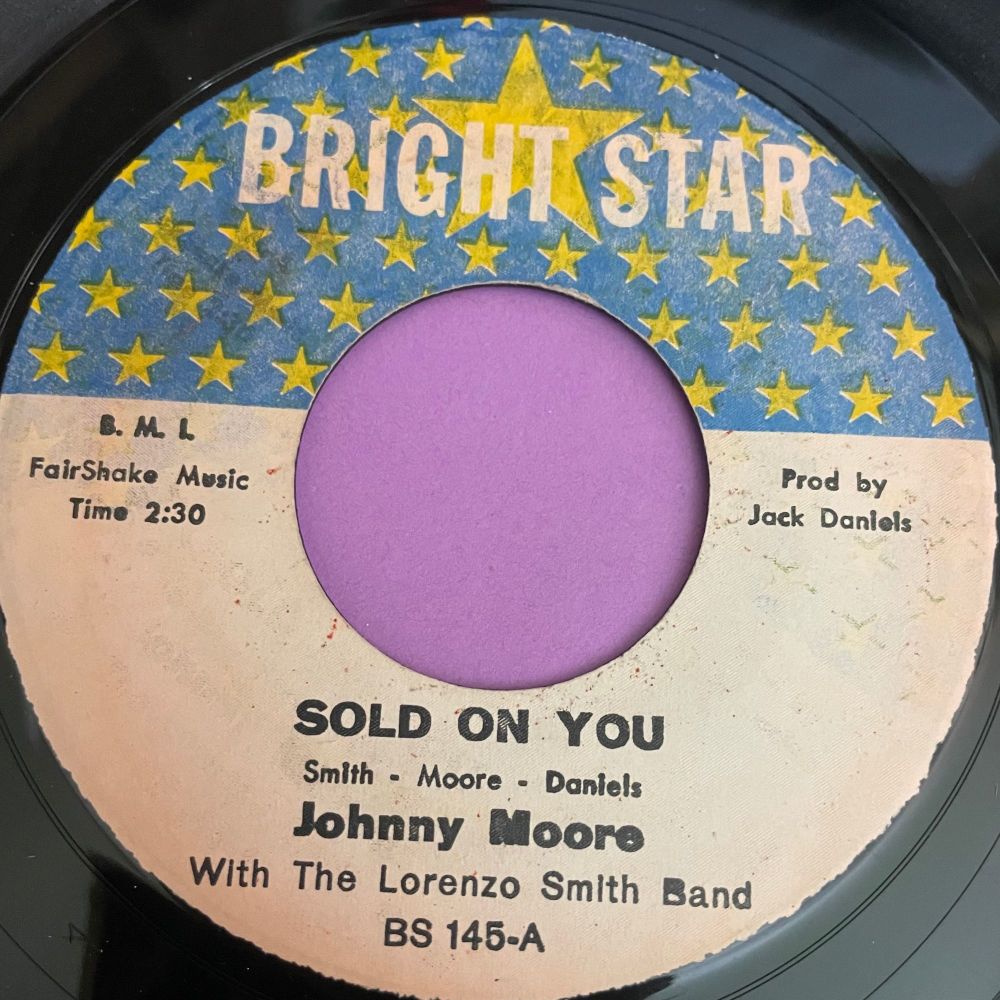 BRIGHT STAR
B. M. I.
FairShake Music
Time 2:30
Prod by
Jack Daniels
SOLD ON YOU
Smith - Moore - Daniels
Johnny Moore
With The Lorenzo Smith Band
BS 145-A